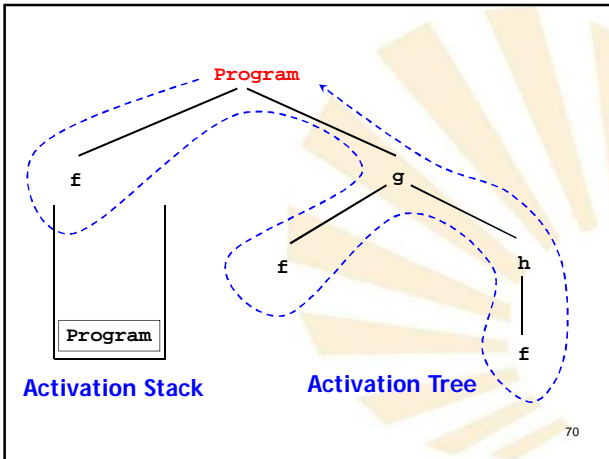 Program
f
g
f
h
Program
f
Activation Stack
Activation Tree
70